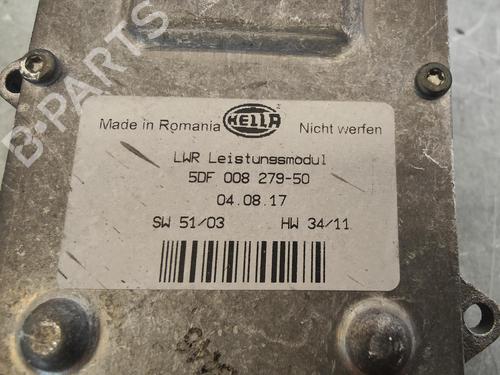 B-PARTS
Made in Romania HELLA Nicht werfen
LWR Leistungsmodul
5DF 008 279-50
04.08.17
SW 51/03 HW 34/11